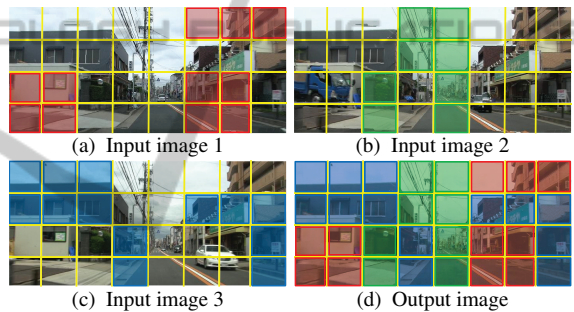 (a) Input image 1
(b) Input image 2
(c) Input image 3
(d) Output image